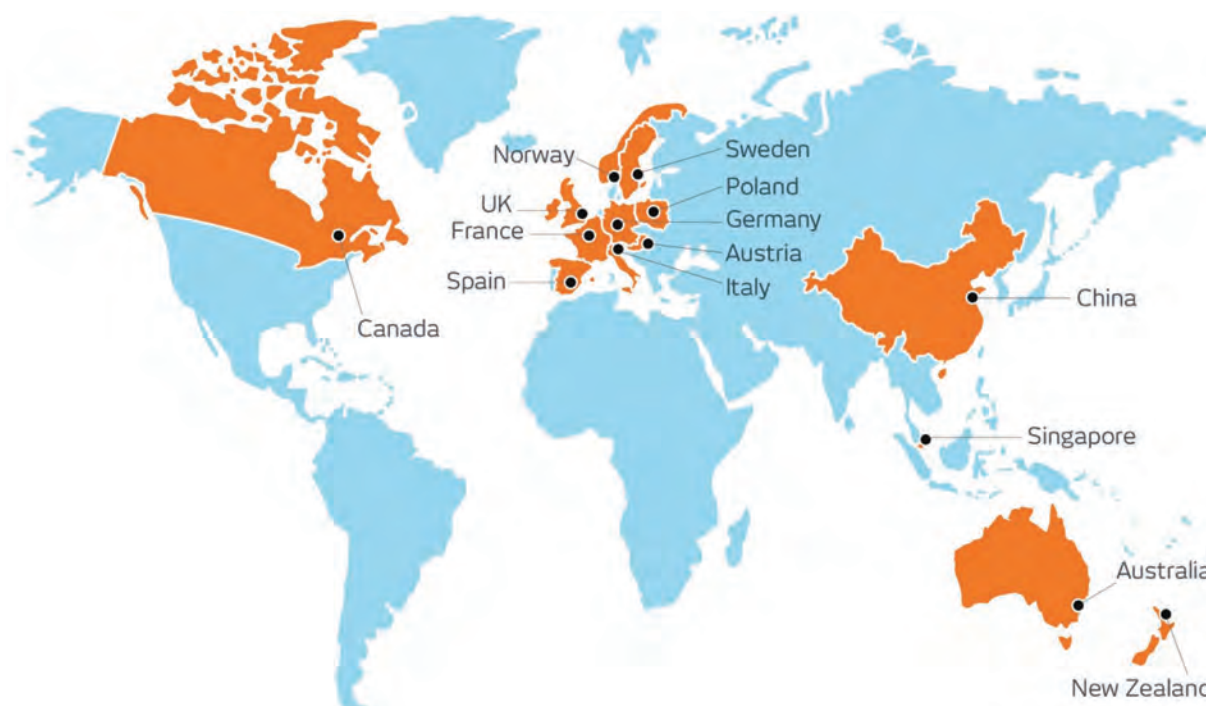 Norway
Sweden
Poland
UK
Germany
France
Austria
Spain
Italy
China
Canada
Singapore
Australia
New Zealand